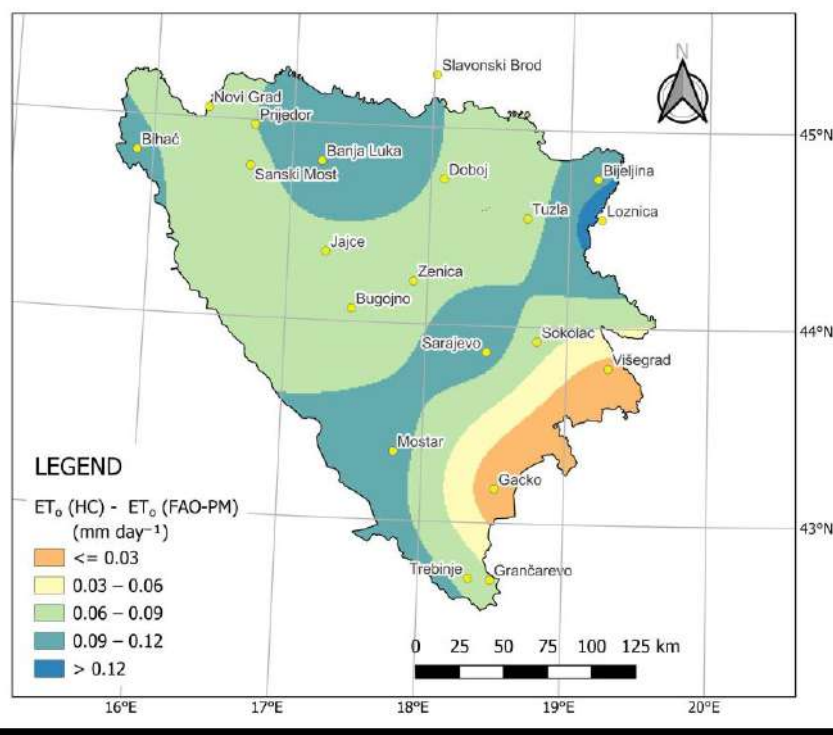 N
Slavonski Brod
Novi Grad
Prijedor
45°N
Bihać
Banja Luka
Sanski Most
Doboj
Bijeljina
Tuzla
Loznica
Jajce
Zenica
Bugojno
44°N
Sarajevo
Sokolac
Višegrad
Mostar
LEGEND
Gacko
ET₀ (HC) - ET₀ (FAO-PM)
(mm day⁻¹)
43°N
<= 0.03
Trebinje
Grančarevo
0.03 – 0.06
0.06 – 0.09
0.09 – 0.12
> 0.12
0 25 50 75 100 125 km
16°E 17°E 18°E 19°E 20°E